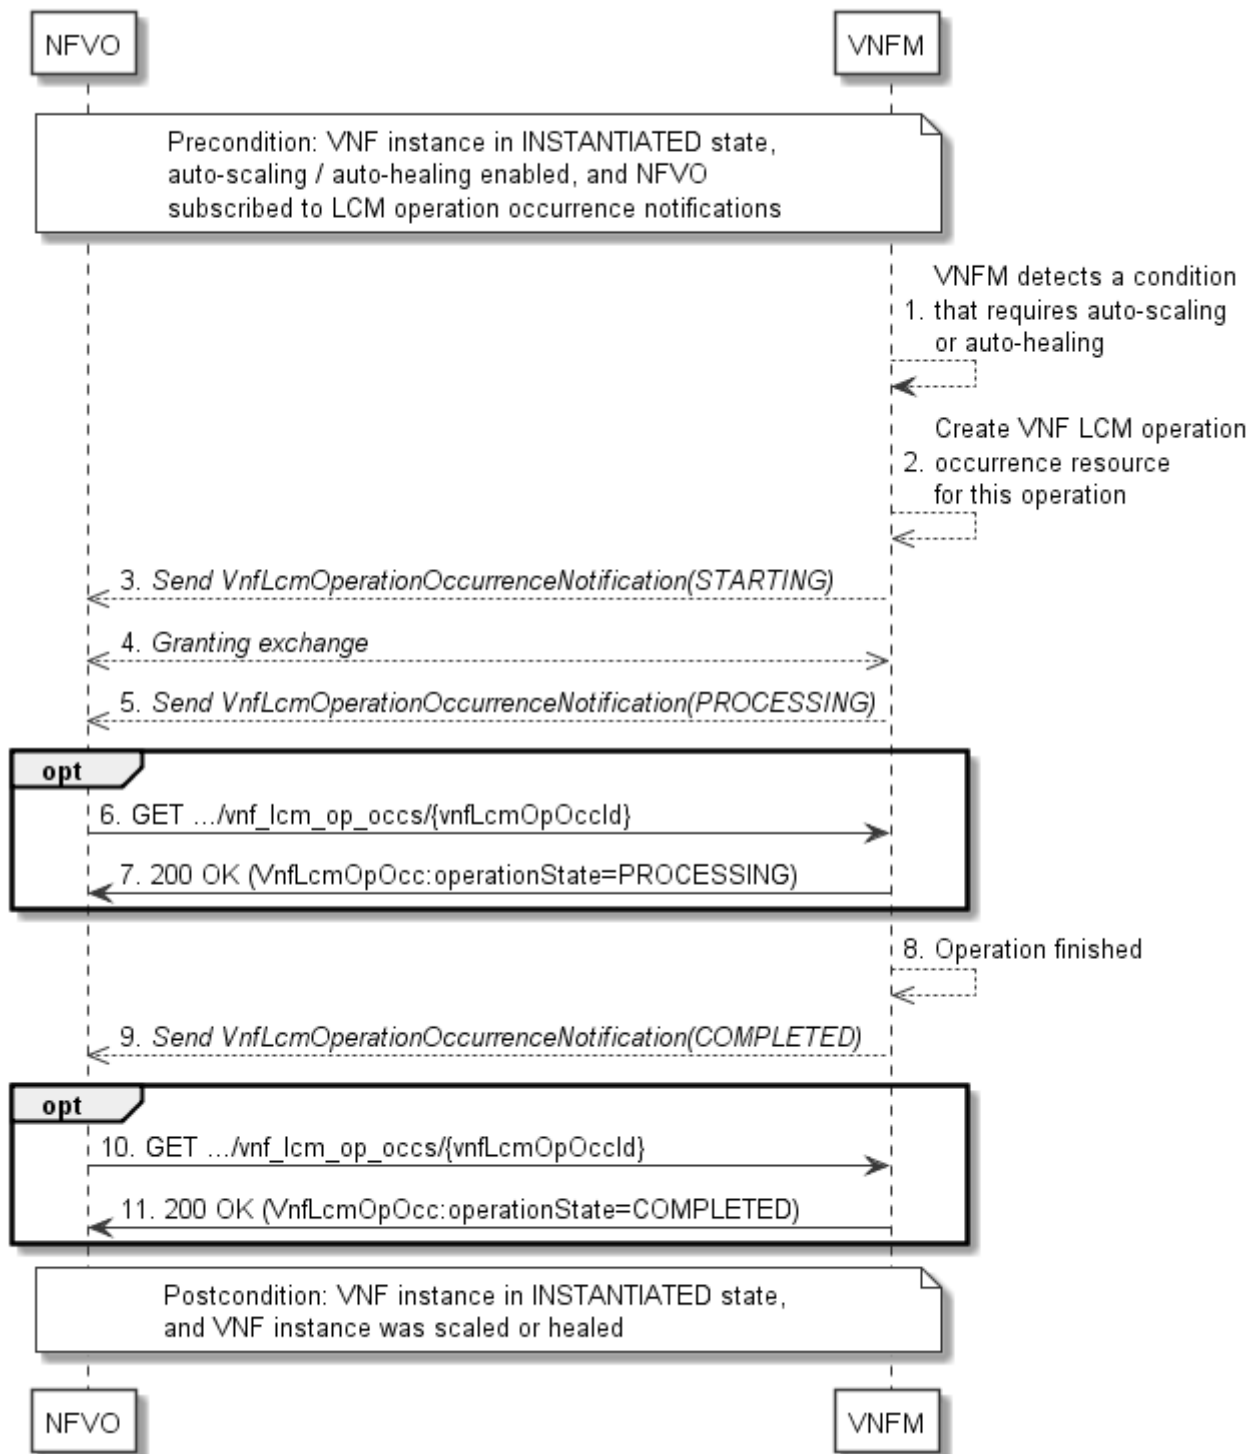 NFVO
VNFM
Precondition: VNF instance in INSTANTIATED state,
auto-scaling / auto-healing enabled, and NFVO
subscribed to LCM operation occurrence notifications
VNFM detects a condition
1. that requires auto-scaling
or auto-healing
Create VNF LCM operation
2. occurrence resource
for this operation
3. Send VnfLcmOperationOccurrenceNotification(STARTING)
4. Granting exchange
5. Send VnfLcmOperationOccurrenceNotification(PROCESSING)
opt
6. GET .../vnf_lcm_op_occs/{vnfLcmOpOccId}
7. 200 OK (VnfLcmOpOcc:operationState=PROCESSING)
8. Operation finished
9. Send VnfLcmOperationOccurrenceNotification(COMPLETED)
opt
10. GET .../vnf_lcm_op_occs/{vnfLcmOpOccId}
11. 200 OK (VnfLcmOpOcc:operationState=COMPLETED)
Postcondition: VNF instance in INSTANTIATED state,
and VNF instance was scaled or healed
NFVO
VNFM